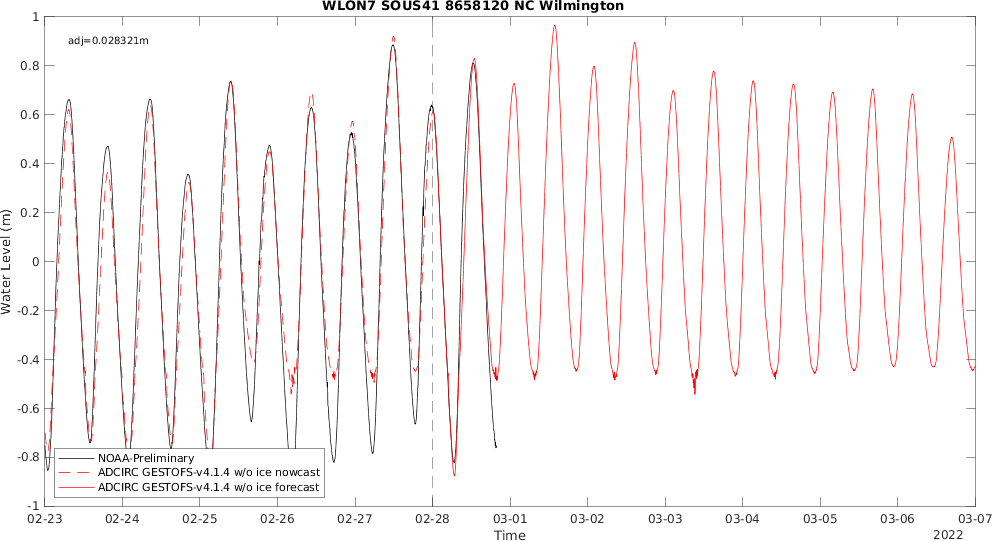 WLON7 SOUS41 8658120 NC Wilmington
adj=0.028321m
1
0.8
0.6
0.4
0.2
0
-0.2
-0.4
-0.6
-0.8
-1
Water Level (m)
NOAA-Preliminary
ADCIRC GESTOFS-v4.1.4 w/o ice nowcast
ADCIRC GESTOFS-v4.1.4 w/o ice forecast
02-23 02-24 02-25 02-26 02-27 02-28 03-01 03-02 03-03 03-04 03-05 03-06 03-07
Time
2022